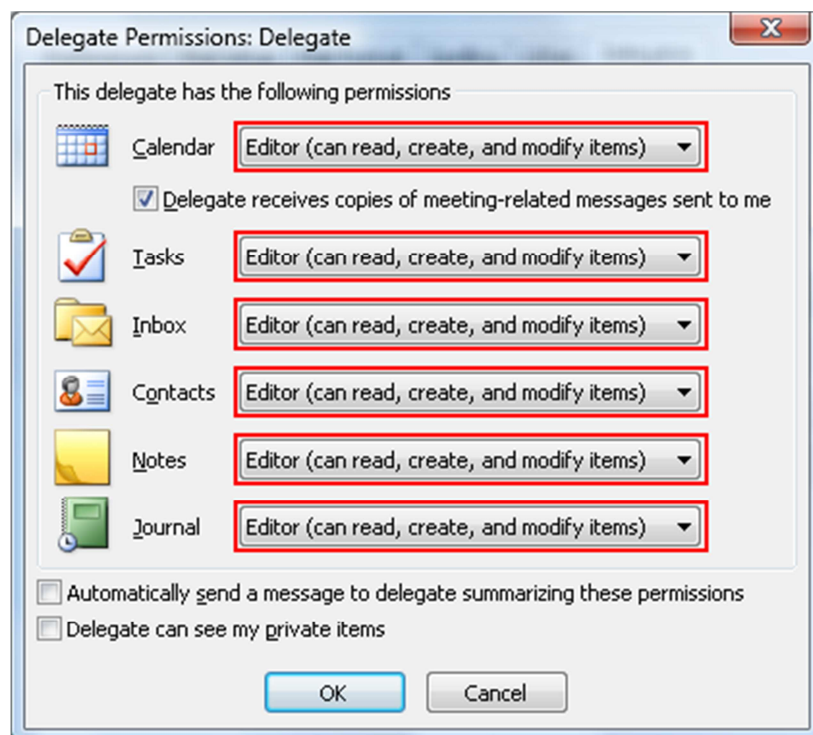 Delegate Permissions: Delegate
This delegate has the following permissions
Calendar Editor (can read, create, and modify items)
Delegate receives copies of meeting-related messages sent to me
Tasks Editor (can read, create, and modify items)
Inbox Editor (can read, create, and modify items)
Contacts Editor (can read, create, and modify items)
Notes Editor (can read, create, and modify items)
Journal Editor (can read, create, and modify items)
Automatically send a message to delegate summarizing these permissions
Delegate can see my private items
OK Cancel